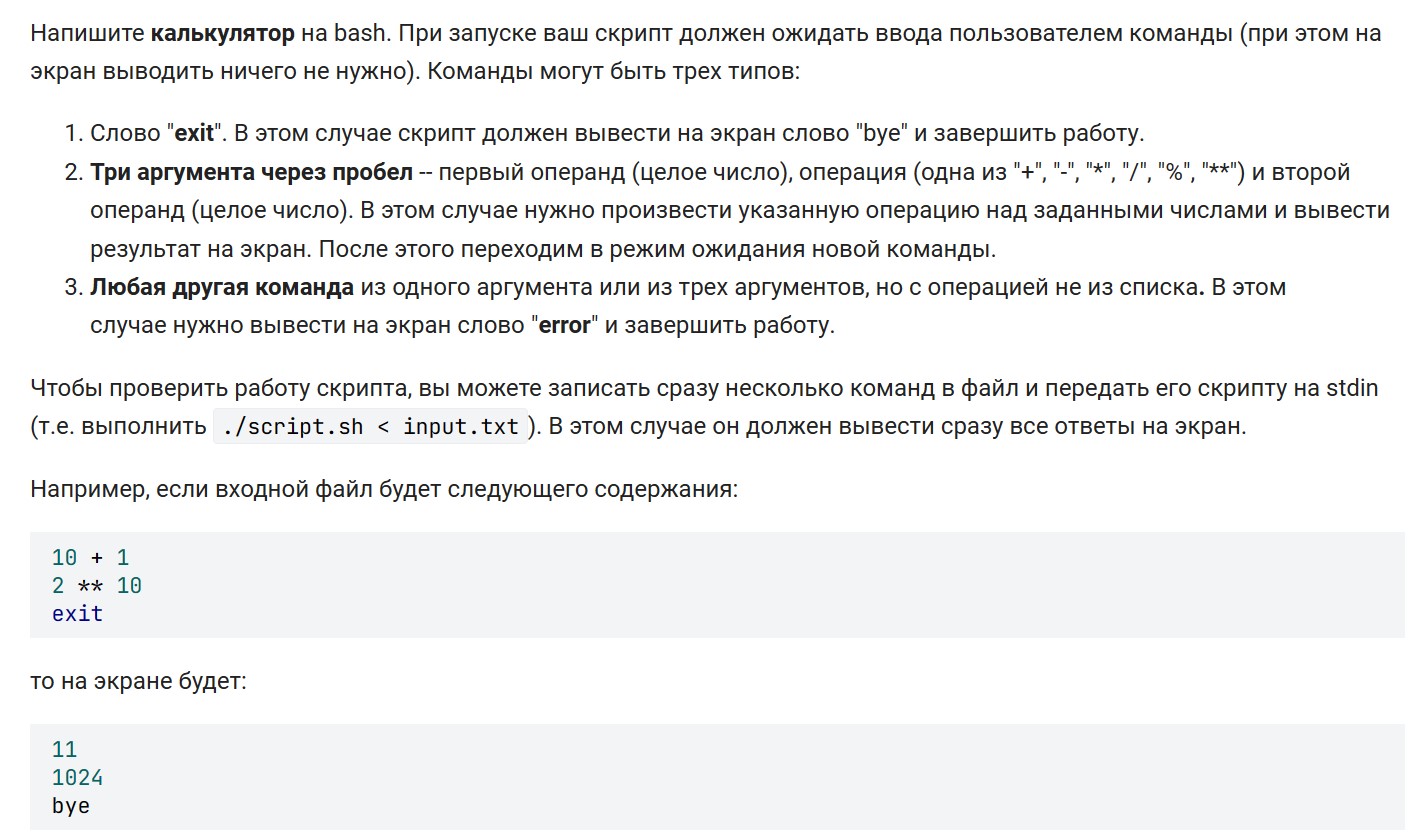 Напишите калькулятор на bash. При запуске ваш скрипт должен ожидать ввода пользователем команды (при этом на
экран выводить ничего не нужно). Команды могут быть трех типов:
1. Слово "exit". В этом случае скрипт должен вывести на экран слово "bye" и завершить работу.
2. Три аргумента через пробел -- первый операнд (целое число), операция (одна из "+", "-", "*", "/", "%", "**") и второй
операнд (целое число). В этом случае нужно произвести указанную операцию над заданными числами и вывести
результат на экран. После этого переходим в режим ожидания новой команды.
3. Любая другая команда из одного аргумента или из трех аргументов, но с операцией не из списка. В этом
случае нужно вывести на экран слово "error" и завершить работу.
Чтобы проверить работу скрипта, вы можете записать сразу несколько команд в файл и передать его скрипту на stdin
(т.е. выполнить ./script.sh < input.txt). В этом случае он должен вывести сразу все ответы на экран.
Например, если входной файл будет следующего содержания:
10 + 1
2 ** 10
exit
то на экране будет:
11
1024
bye